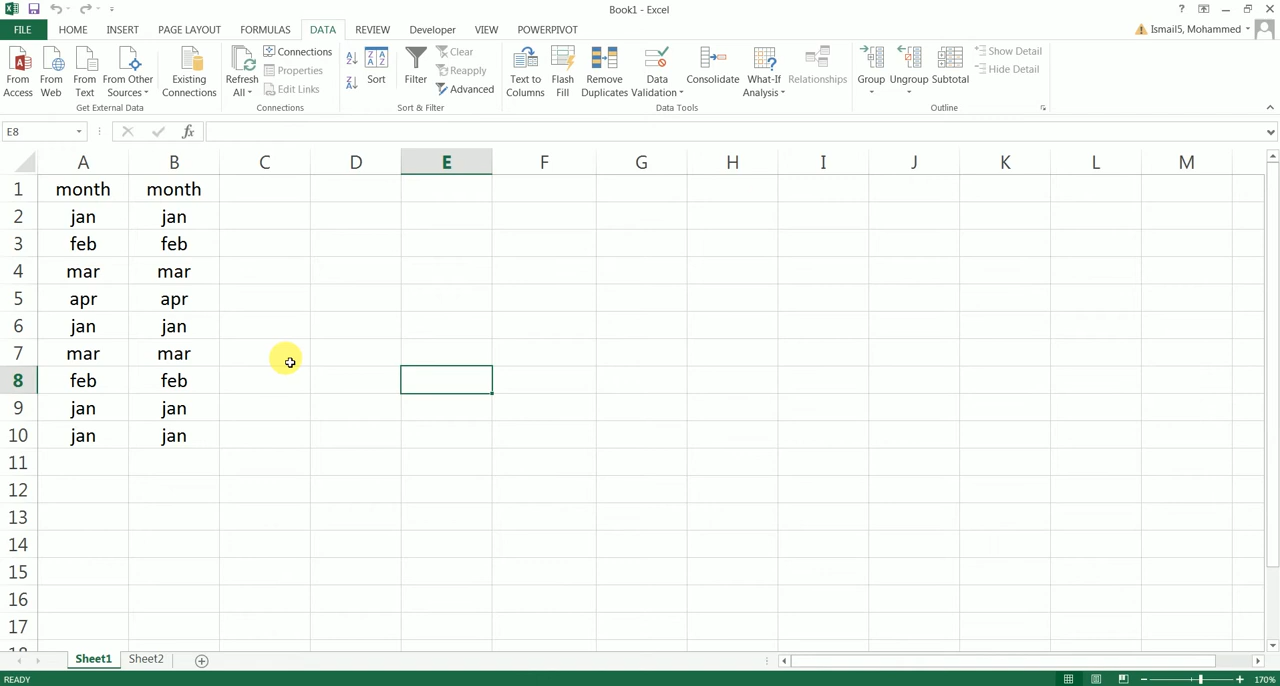 Book1 - Excel
?
FILE HOME INSERT PAGE LAYOUT FORMULAS DATA REVIEW Developer VIEW POWERPIVOT Ismail5, Mohammed
From Access
From Web
From Text
From Other Sources
Existing Connections
Get External Data
Refresh All
Connections
Properties
Edit Links
Connections
Sort
Filter
Clear
Reapply
Advanced
Sort & Filter
Text to Columns
Flash Fill
Remove Duplicates
Data Validation
Consolidate
What-If Analysis
Relationships
Data Tools
Group
Ungroup
Subtotal
Show Detail
Hide Detail
Outline
E8 fx
A B C D E F G H I J K L M
1 month month
2 jan jan
3 feb feb
4 mar mar
5 apr apr
6 jan jan
7 mar mar
8 feb feb
9 jan jan
10 jan jan
11
12
13
14
15
16
17
Sheet1 Sheet2
READY 170%